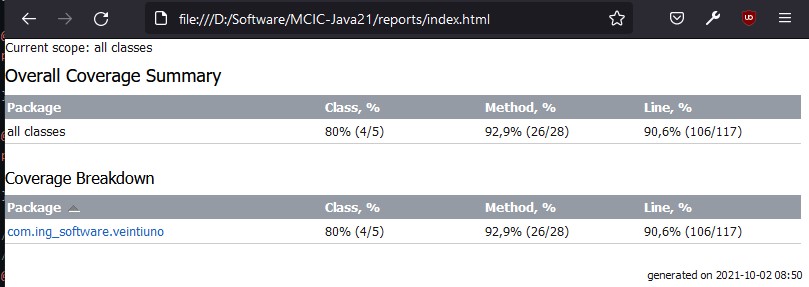 file:///D:/Software/MCIC-Java21/reports/index.html
Current scope: all classes
Overall Coverage Summary
Package Class, % Method, % Line, %
all classes 80% (4/5) 92,9% (26/28) 90,6% (106/117)
Coverage Breakdown
Package Class, % Method, % Line, %
com.ing_software.veintiuno 80% (4/5) 92,9% (26/28) 90,6% (106/117)
generated on 2021-10-02 08:50